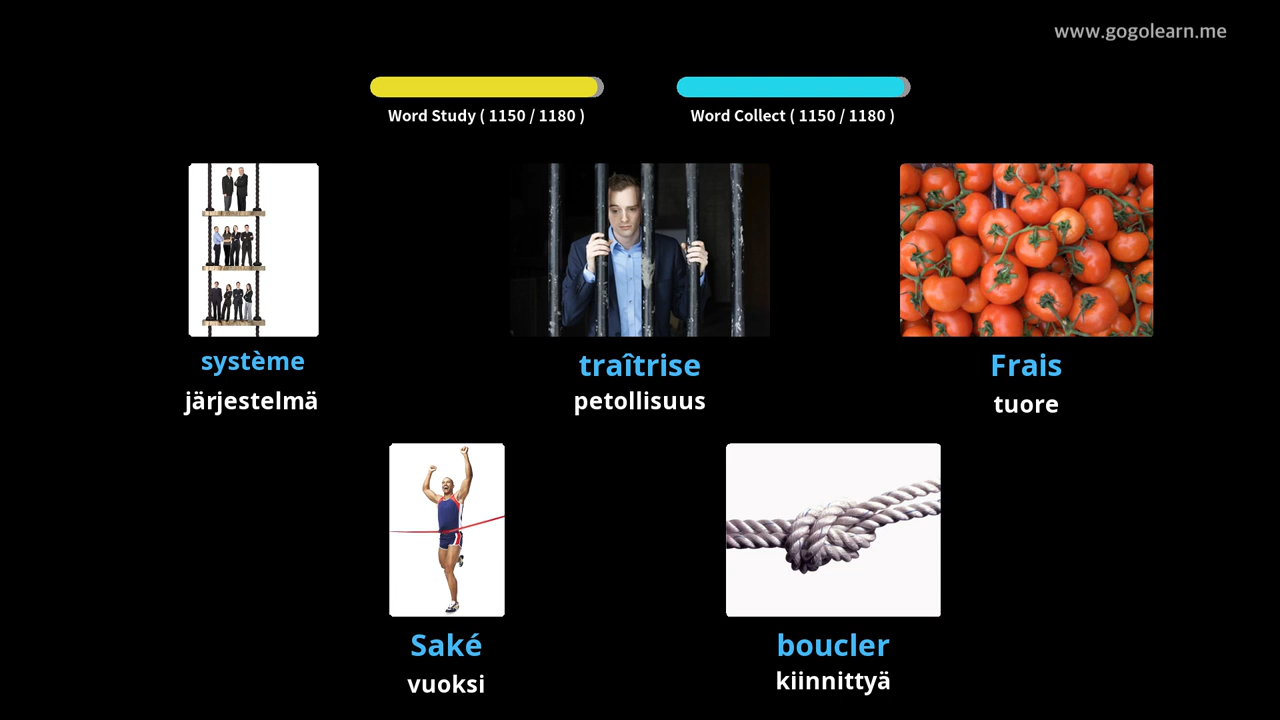 www.gogolearn.me
Word Study ( 1150 / 1180 )
Word Collect ( 1150 / 1180 )
système
järjestelmä
traîtrise
petollisuus
Frais
tuore
Saké
vuoksi
boucler
kiinnittyä